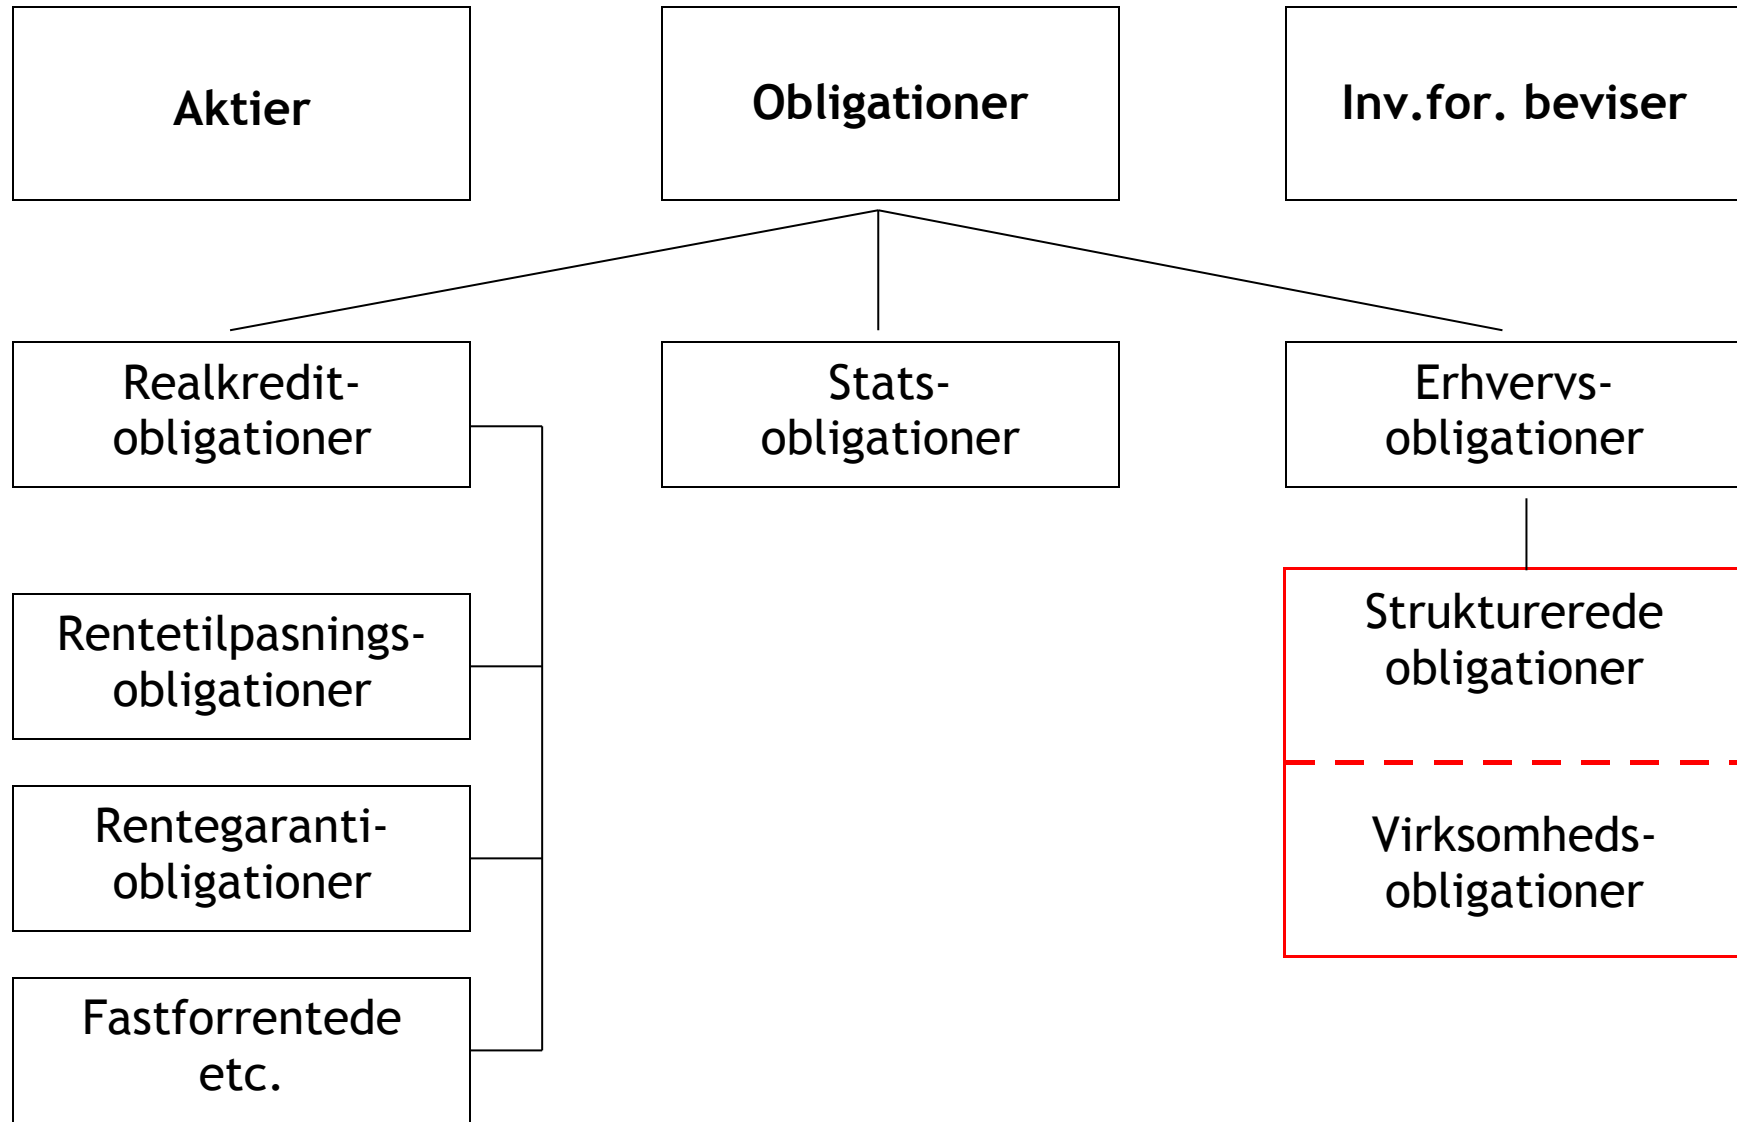 Aktier
Obligationer
Inv.for. beviser
Realkredit-
obligationer
Stats-
obligationer
Erhvervs-
obligationer
Rentetilpasnings-
obligationer
Rentegaranti-
obligationer
Fastforrentede
etc.
Strukturerede
obligationer
Virksomheds-
obligationer